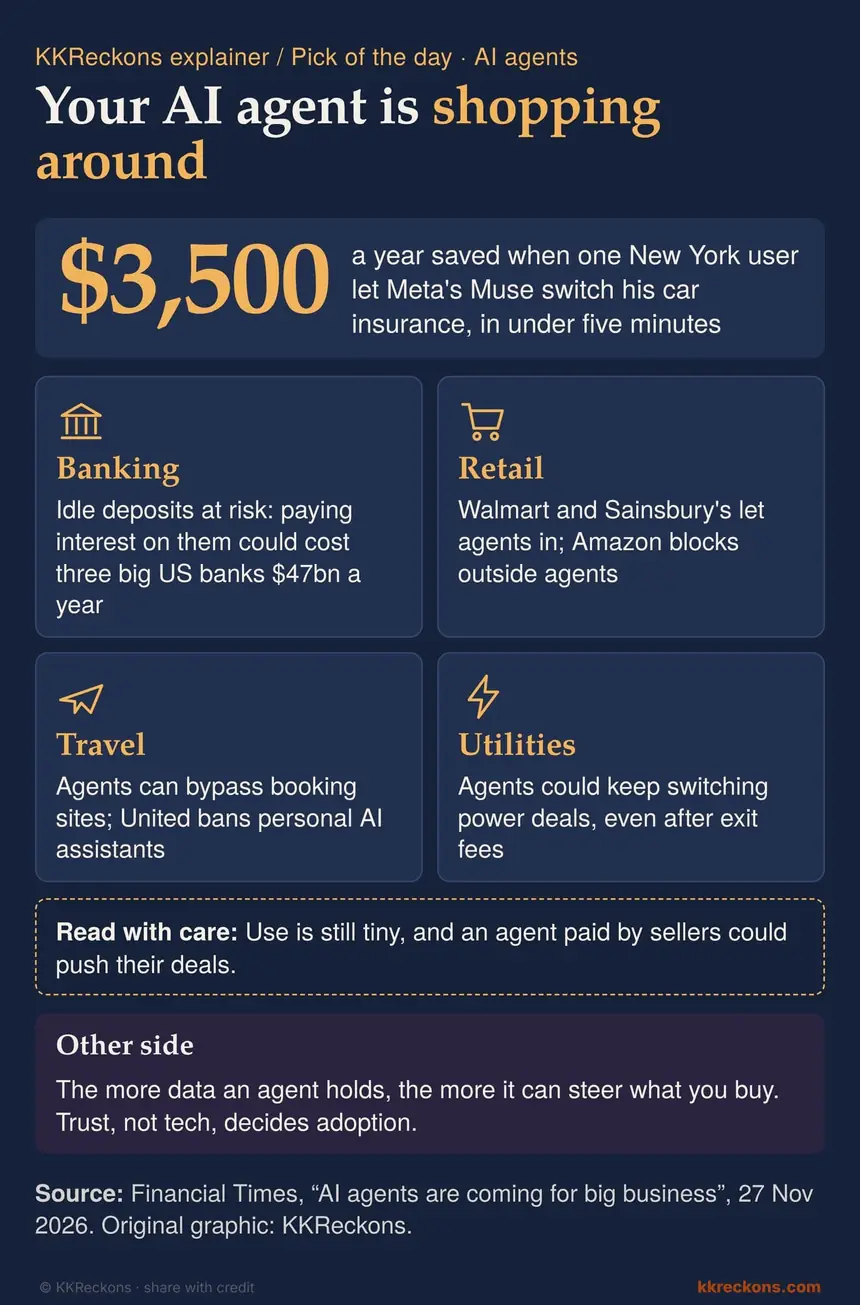 KKReckons explainer / Pick of the day · AI agents
Your AI agent is shopping
around
$3,500
a year saved when one New York user
let Meta's Muse switch his car
insurance, in under five minutes
Banking
Idle deposits at risk: paying
interest on them could cost
three big US banks $47bn a
year
Retail
Walmart and Sainsbury's let
agents in; Amazon blocks
outside agents
Travel
Agents can bypass booking
sites; United bans personal AI
assistants
Utilities
Agents could keep switching
power deals, even after exit
fees
Read with care: Use is still tiny, and an agent paid by sellers could
push their deals.
Other side
The more data an agent holds, the more it can steer what you buy.
Trust, not tech, decides adoption.
Source: Financial Times, “AI agents are coming for big business”, 27 Nov
2026. Original graphic: KKReckons.
© KKReckons · share with credit
kkreckons.com